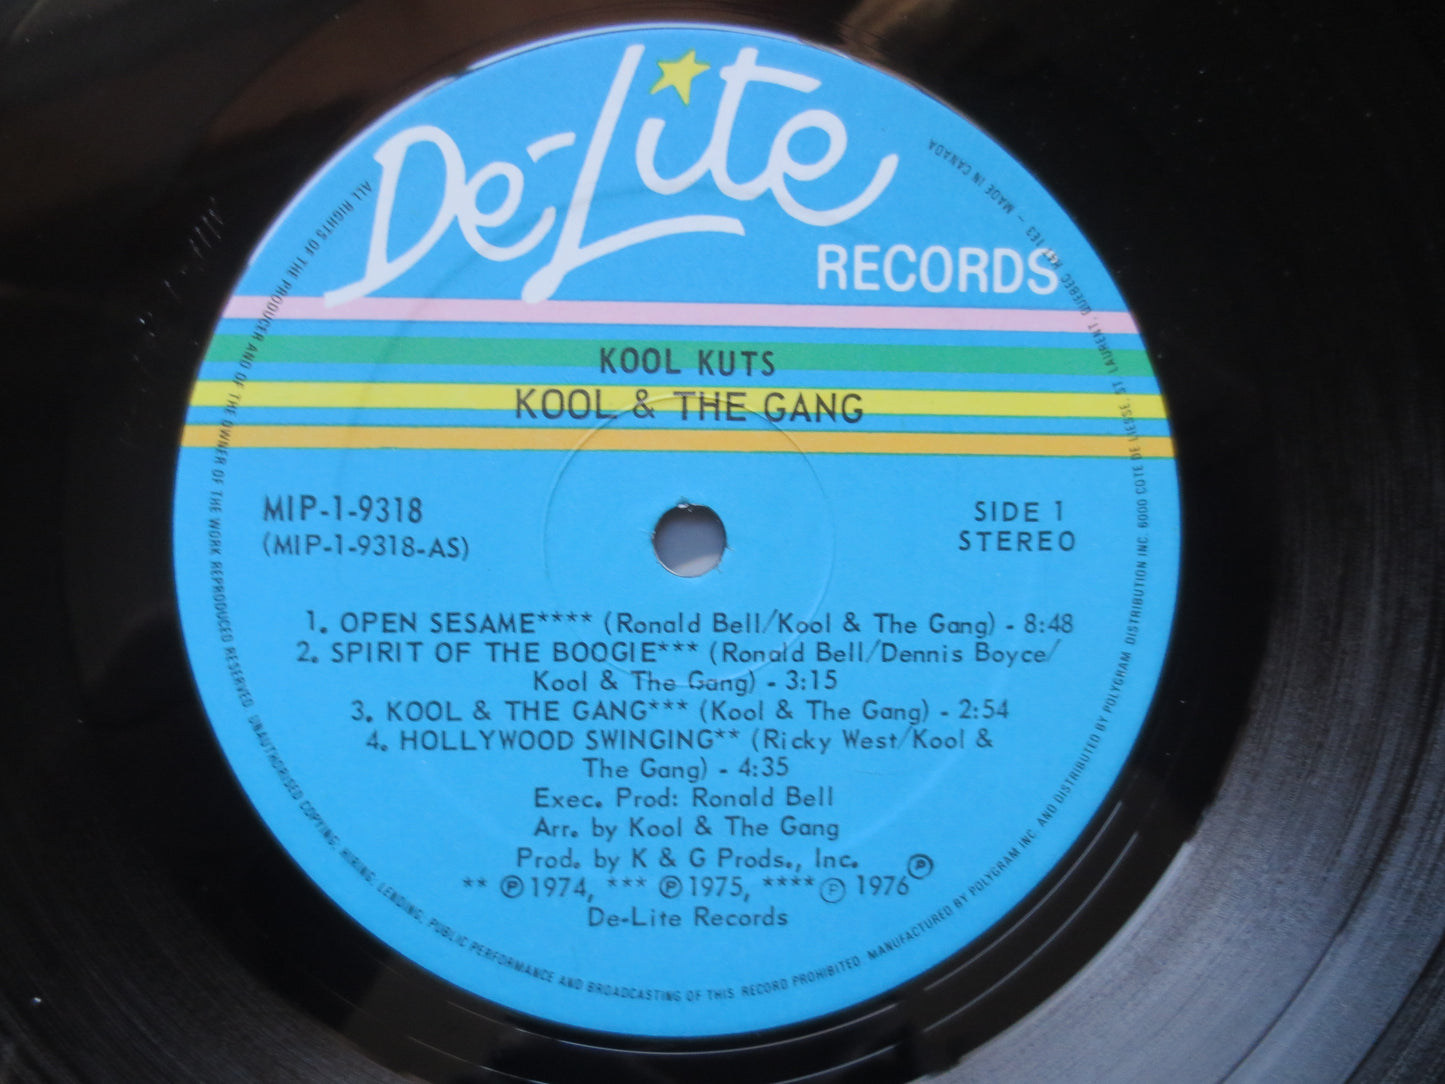 De-Lite
RECORDS
KOOL KUTS
KOOL & THE GANG
MIP-1-9318
(MIP-1-9318-AS)
SIDE 1
STEREO
1. OPEN SESAME**** (Ronald Bell/Kool & The Gang) - 8:48
2. SPIRIT OF THE BOOGIE*** (Ronald Bell/Dennis Boyce/
Kool & The Gang) - 3:15
3. KOOL & THE GANG*** (Kool & The Gang) - 2:54
4. HOLLYWOOD SWINGING** (Ricky West/Kool &
The Gang) - 4:35
Exec. Prod: Ronald Bell
Arr. by Kool & The Gang
Prod. by K & G Prods., Inc.
** ℗ 1974, *** ℗ 1975, **** ℗ 1976 ℗
De-Lite Records
ALL RIGHTS OF THE PRODUCER AND OF THE OWNER OF THE WORK REPRODUCED RESERVED. UNAUTHORISED COPYING, HIRING, LENDING, PUBLIC PERFORMANCE AND BROADCASTING OF THIS RECORD PROHIBITED. MANUFACTURED BY POLYGRAM INC. AND DISTRIBUTED BY POLYGRAM DISTRIBUTION INC. 6000 COTE DE LIESSE, ST. LAURENT, QUEBEC 1E3 – MADE IN CANADA